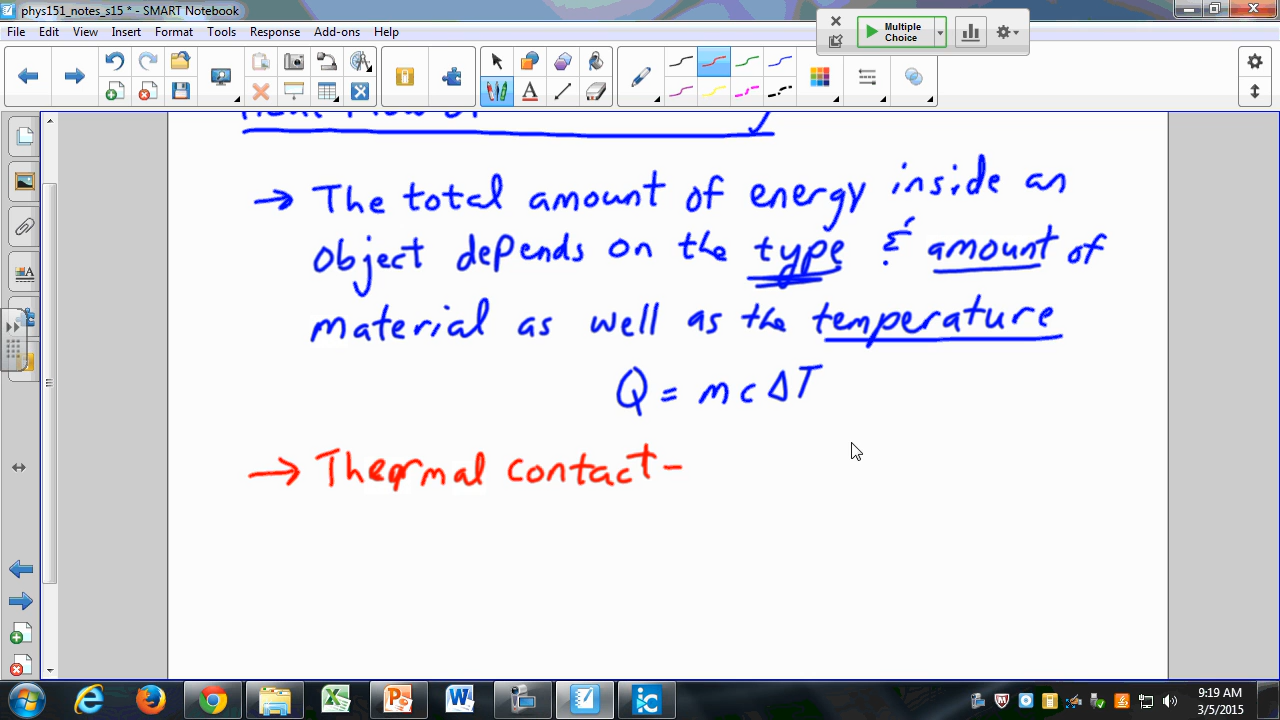 phys151_notes_s15 * - SMART Notebook
File Edit View Insert Format Tools Response Add-ons Help
Multiple
Choice
→ The total amount of energy inside an
object depends on the type & amount of
material as well as the temperature
Q = mcΔT
→ Thermal contact -
9:19 AM
3/5/2015